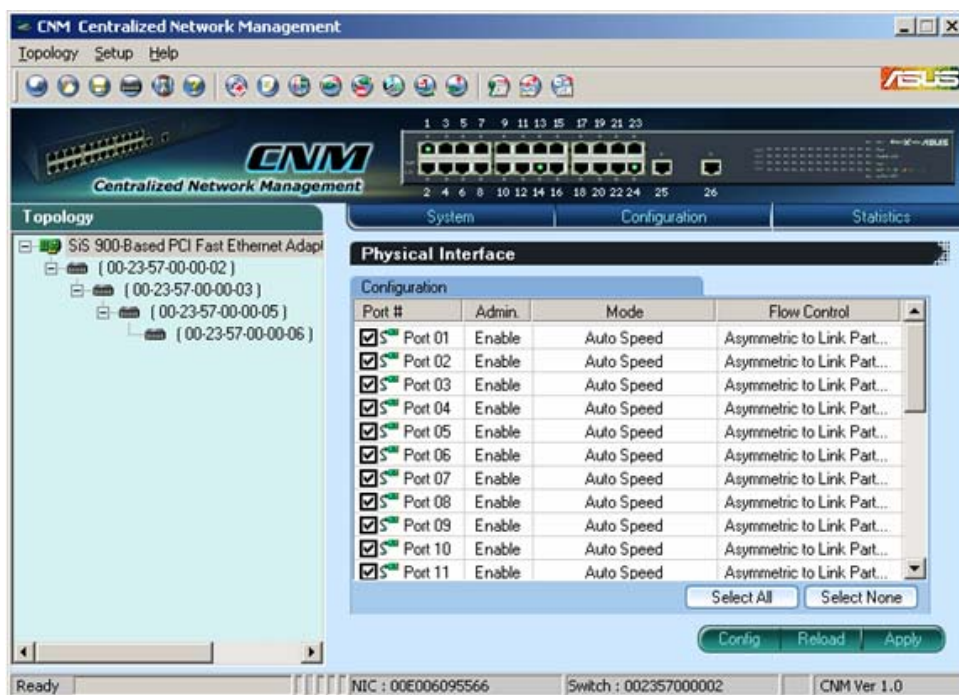 CNM Centralized Network Management
Topology Setup Help
ASUS
1 3 5 7 9 11 13 15 17 19 21 23
CNM
Centralized Network Management
2 4 6 8 10 12 14 16 18 20 22 24 25 26
Topology
System Configuration Statistics
SiS 900-Based PCI Fast Ethernet Adapt
( 00-23-57-00-00-02 )
( 00-23-57-00-00-03 )
( 00-23-57-00-00-05 )
( 00-23-57-00-00-06 )
Physical Interface
Configuration
Port # Admin. Mode Flow Control
Port 01 Enable Auto Speed Asymmetric to Link Part...
Port 02 Enable Auto Speed Asymmetric to Link Part...
Port 03 Enable Auto Speed Asymmetric to Link Part...
Port 04 Enable Auto Speed Asymmetric to Link Part...
Port 05 Enable Auto Speed Asymmetric to Link Part...
Port 06 Enable Auto Speed Asymmetric to Link Part...
Port 07 Enable Auto Speed Asymmetric to Link Part...
Port 08 Enable Auto Speed Asymmetric to Link Part...
Port 09 Enable Auto Speed Asymmetric to Link Part...
Port 10 Enable Auto Speed Asymmetric to Link Part...
Port 11 Enable Auto Speed Asymmetric to Link Part...
Select All Select None
Config Reload Apply
Ready NIC : 00E006095566 Switch : 002357000002 CNM Ver 1.0